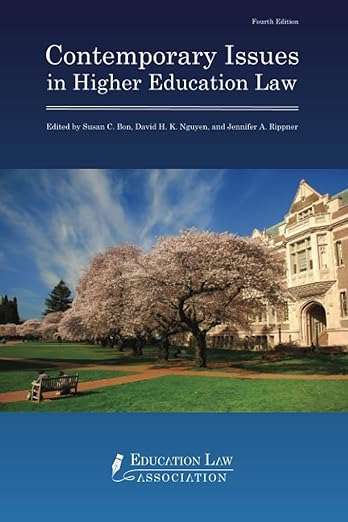 Fourth Edition
Contemporary Issues
in Higher Education Law
Edited by Susan C. Bon, David H. K. Nguyen, and Jennifer A. Rippner
EDUCATION LAW
ASSOCIATION